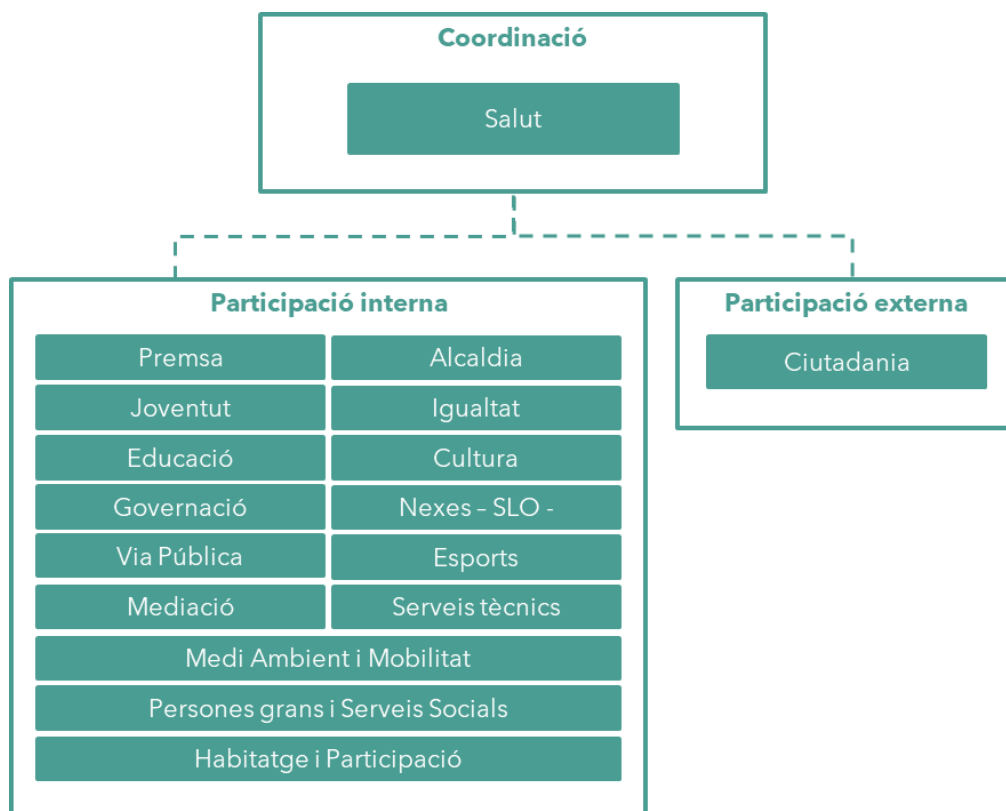 Coordinació
Salut
Participació interna
Premsa
Alcaldia
Joventut
Igualtat
Educació
Cultura
Governació
Nexes – SLO -
Via Pública
Esports
Mediació
Serveis tècnics
Medi Ambient i Mobilitat
Persones grans i Serveis Socials
Habitatge i Participació
Participació externa
Ciutadania